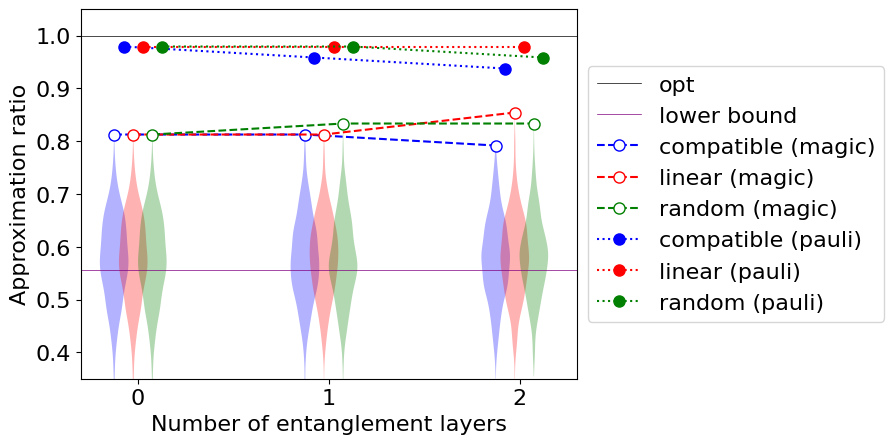 1.0
0.9
0.8
0.7
0.6
0.5
0.4
Approximation ratio
0 1 2
Number of entanglement layers
opt
lower bound
compatible (magic)
linear (magic)
random (magic)
compatible (pauli)
linear (pauli)
random (pauli)